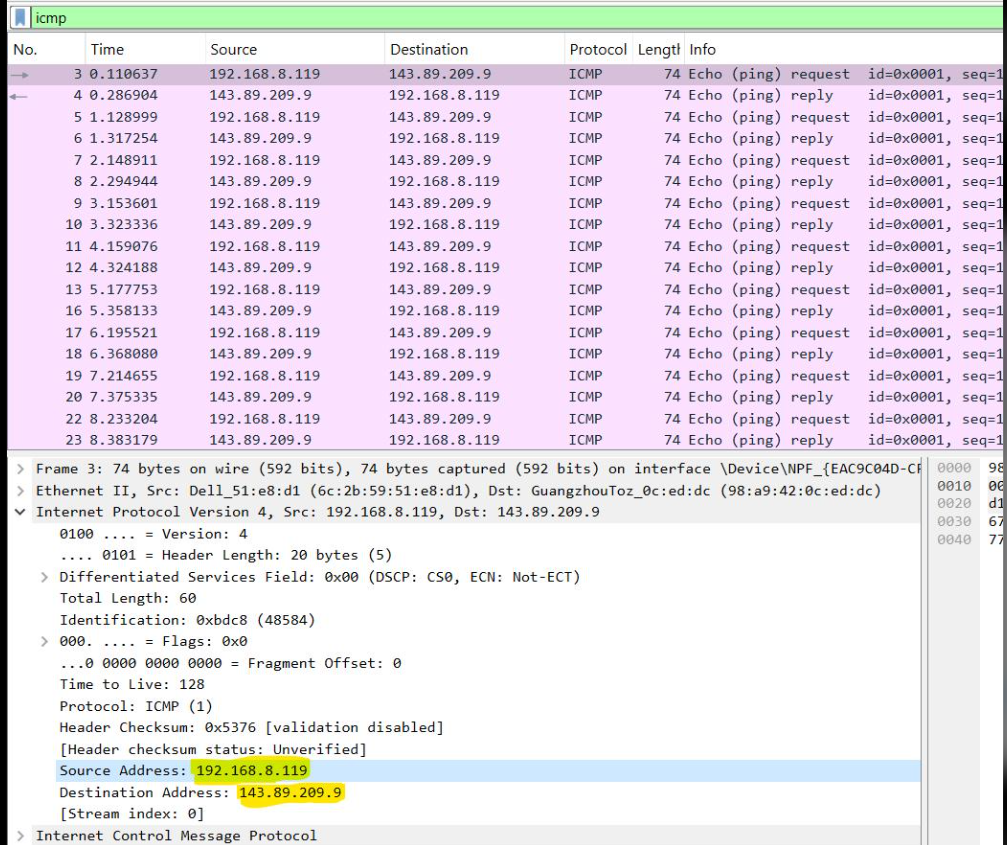 icmp
No. Time Source Destination Protocol Length Info
3 0.110637 192.168.8.119 143.89.209.9 ICMP 74 Echo (ping) request id=0x0001, seq=1
4 0.286904 143.89.209.9 192.168.8.119 ICMP 74 Echo (ping) reply id=0x0001, seq=1
5 1.128999 192.168.8.119 143.89.209.9 ICMP 74 Echo (ping) request id=0x0001, seq=1
6 1.317254 143.89.209.9 192.168.8.119 ICMP 74 Echo (ping) reply id=0x0001, seq=1
7 2.148911 192.168.8.119 143.89.209.9 ICMP 74 Echo (ping) request id=0x0001, seq=1
8 2.294944 143.89.209.9 192.168.8.119 ICMP 74 Echo (ping) reply id=0x0001, seq=1
9 3.153601 192.168.8.119 143.89.209.9 ICMP 74 Echo (ping) request id=0x0001, seq=1
10 3.323336 143.89.209.9 192.168.8.119 ICMP 74 Echo (ping) reply id=0x0001, seq=1
11 4.159076 192.168.8.119 143.89.209.9 ICMP 74 Echo (ping) request id=0x0001, seq=1
12 4.324188 143.89.209.9 192.168.8.119 ICMP 74 Echo (ping) reply id=0x0001, seq=1
13 5.177753 192.168.8.119 143.89.209.9 ICMP 74 Echo (ping) request id=0x0001, seq=1
16 5.358133 143.89.209.9 192.168.8.119 ICMP 74 Echo (ping) reply id=0x0001, seq=1
17 6.195521 192.168.8.119 143.89.209.9 ICMP 74 Echo (ping) request id=0x0001, seq=1
18 6.368080 143.89.209.9 192.168.8.119 ICMP 74 Echo (ping) reply id=0x0001, seq=1
19 7.214655 192.168.8.119 143.89.209.9 ICMP 74 Echo (ping) request id=0x0001, seq=1
20 7.375335 143.89.209.9 192.168.8.119 ICMP 74 Echo (ping) reply id=0x0001, seq=1
22 8.233204 192.168.8.119 143.89.209.9 ICMP 74 Echo (ping) request id=0x0001, seq=1
23 8.383179 143.89.209.9 192.168.8.119 ICMP 74 Echo (ping) reply id=0x0001, seq=1
Frame 3: 74 bytes on wire (592 bits), 74 bytes captured (592 bits) on interface \Device\NPF_{EAC9C04D-CF
Ethernet II, Src: Dell_51:e8:d1 (6c:2b:59:51:e8:d1), Dst: GuangzhouToz_0c:ed:dc (98:a9:42:0c:ed:dc)
Internet Protocol Version 4, Src: 192.168.8.119, Dst: 143.89.209.9
0100 .... = Version: 4
.... 0101 = Header Length: 20 bytes (5)
Differentiated Services Field: 0x00 (DSCP: CS0, ECN: Not-ECT)
Total Length: 60
Identification: 0xbdc8 (48584)
000. .... = Flags: 0x0
...0 0000 0000 0000 = Fragment Offset: 0
Time to Live: 128
Protocol: ICMP (1)
Header Checksum: 0x5376 [validation disabled]
[Header checksum status: Unverified]
Source Address: 192.168.8.119
Destination Address: 143.89.209.9
[Stream index: 0]
Internet Control Message Protocol
0000 98
0010 00
0020 d1
0030 67
0040 77